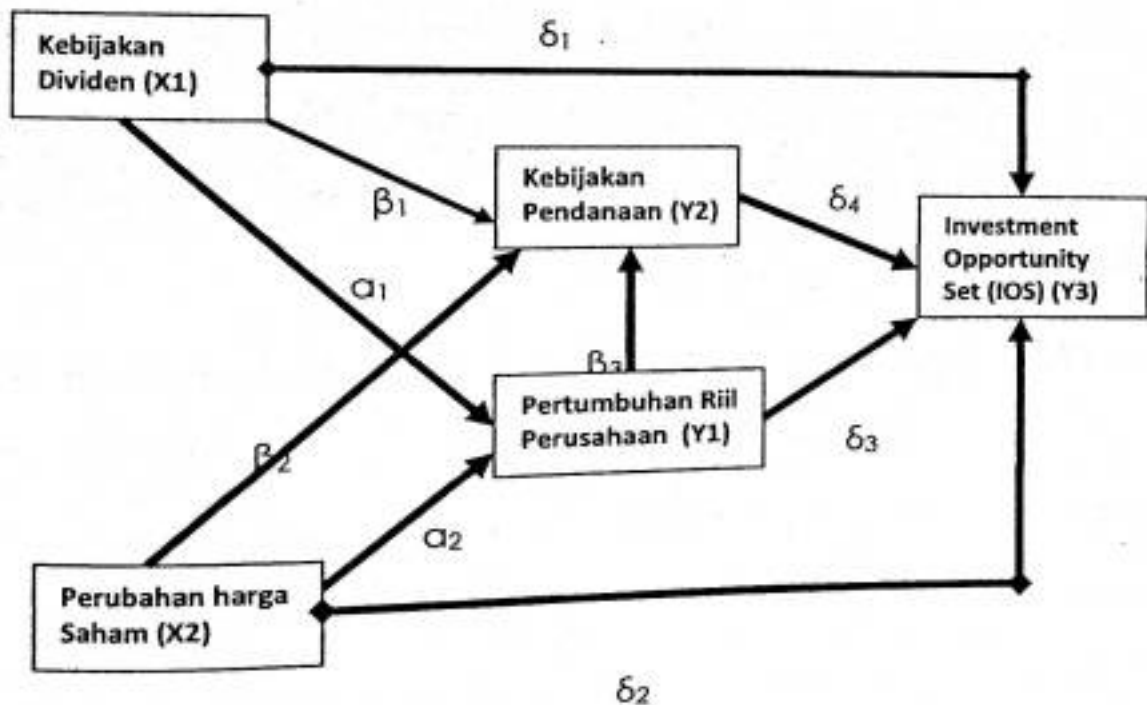 Kebijakan
Dividen (X1)
δ1
Kebijakan
Pendanaan (Y2)
β1
δ4
Investment
Opportunity
Set (IOS) (Y3)
α1
β3
Pertumbuhan Riil
Perusahaan (Y1)
δ3
β2
α2
Perubahan harga
Saham (X2)
δ2